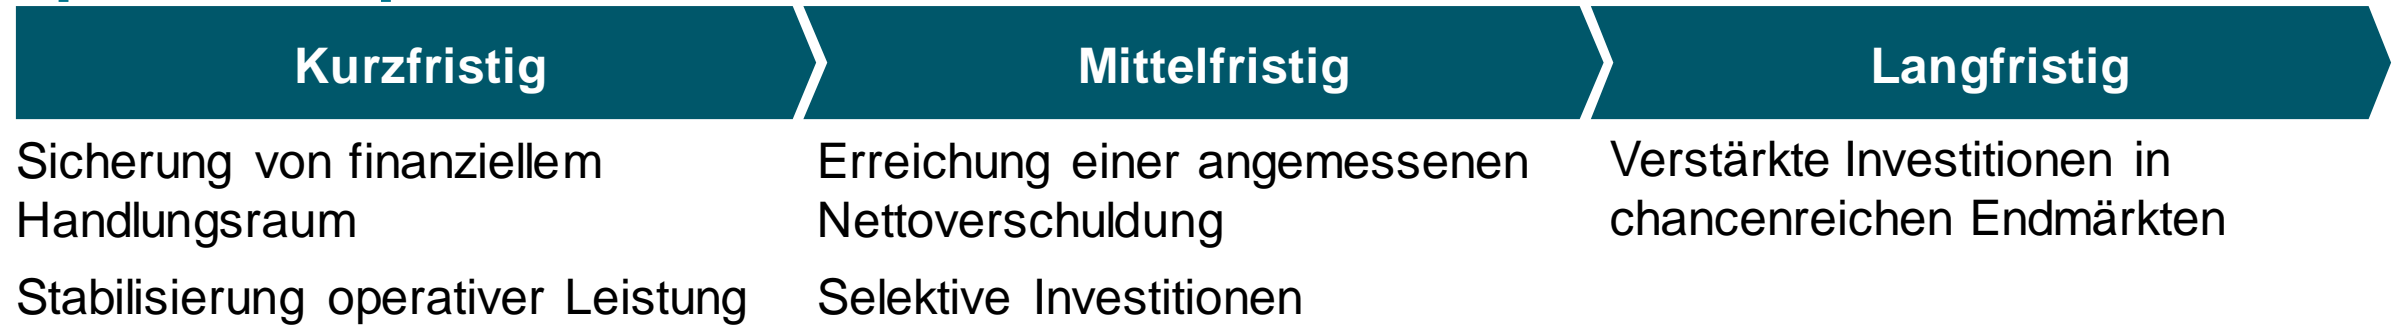 Kurzfristig
Mittelfristig
Langfristig
Sicherung von finanziellem
Handlungsraum
Stabilisierung operativer Leistung
Erreichung einer angemessenen
Nettoverschuldung
Selektive Investitionen
Verstärkte Investitionen in
chancenreichen Endmärkten